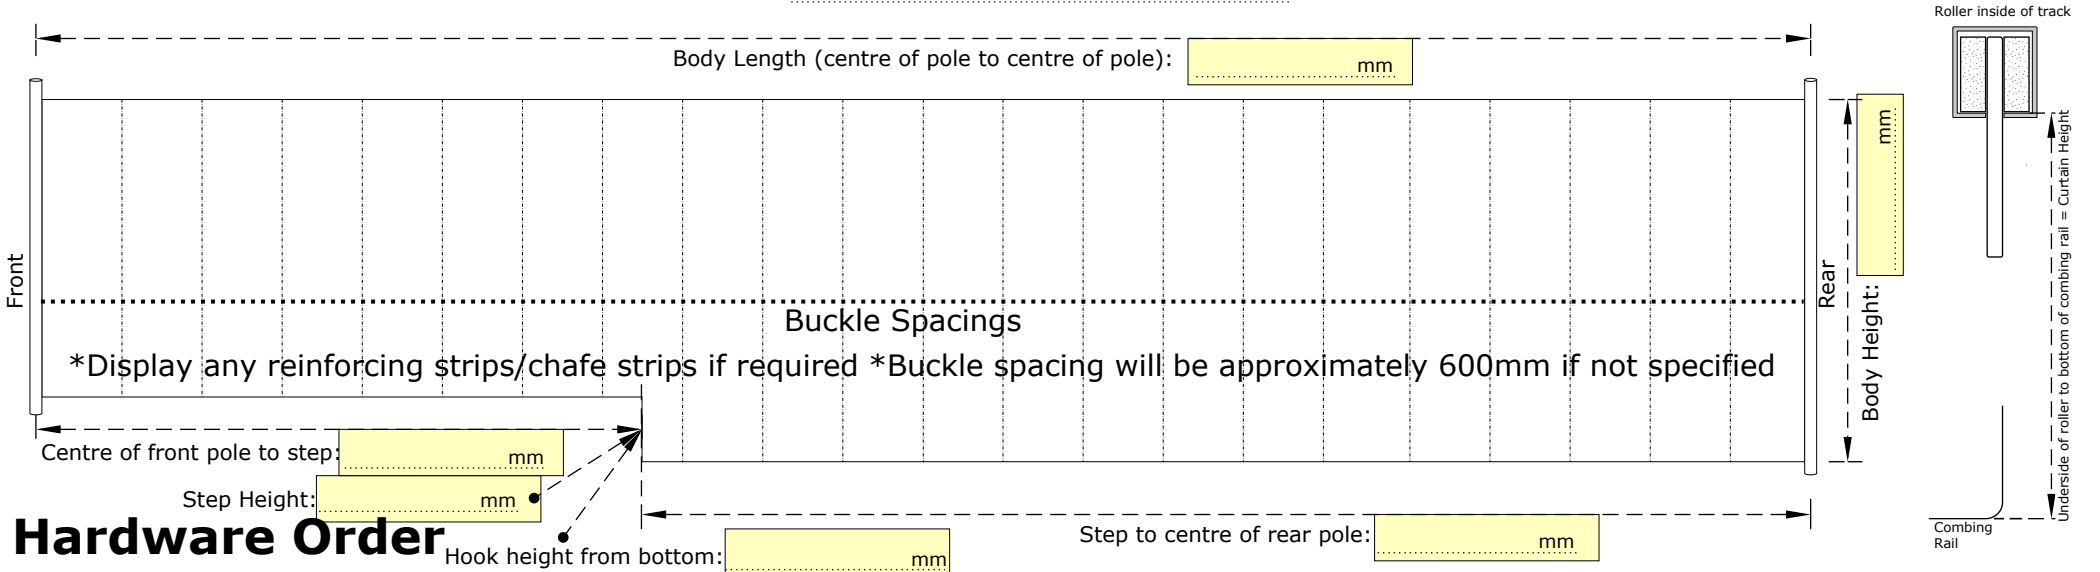 Roller inside of track
Body Length (centre of pole to centre of pole):
mm
mm
Front
Rear
Body Height:
Underside of roller to bottom of combing rail = Curtain Height
Buckle Spacings
*Display any reinforcing strips/chafe strips if required *Buckle spacing will be approximately 600mm if not specified
Centre of front pole to step:
mm
Step Height:
mm
Hardware Order
Hook height from bottom:
mm
Step to centre of rear pole:
mm
Combing
Rail